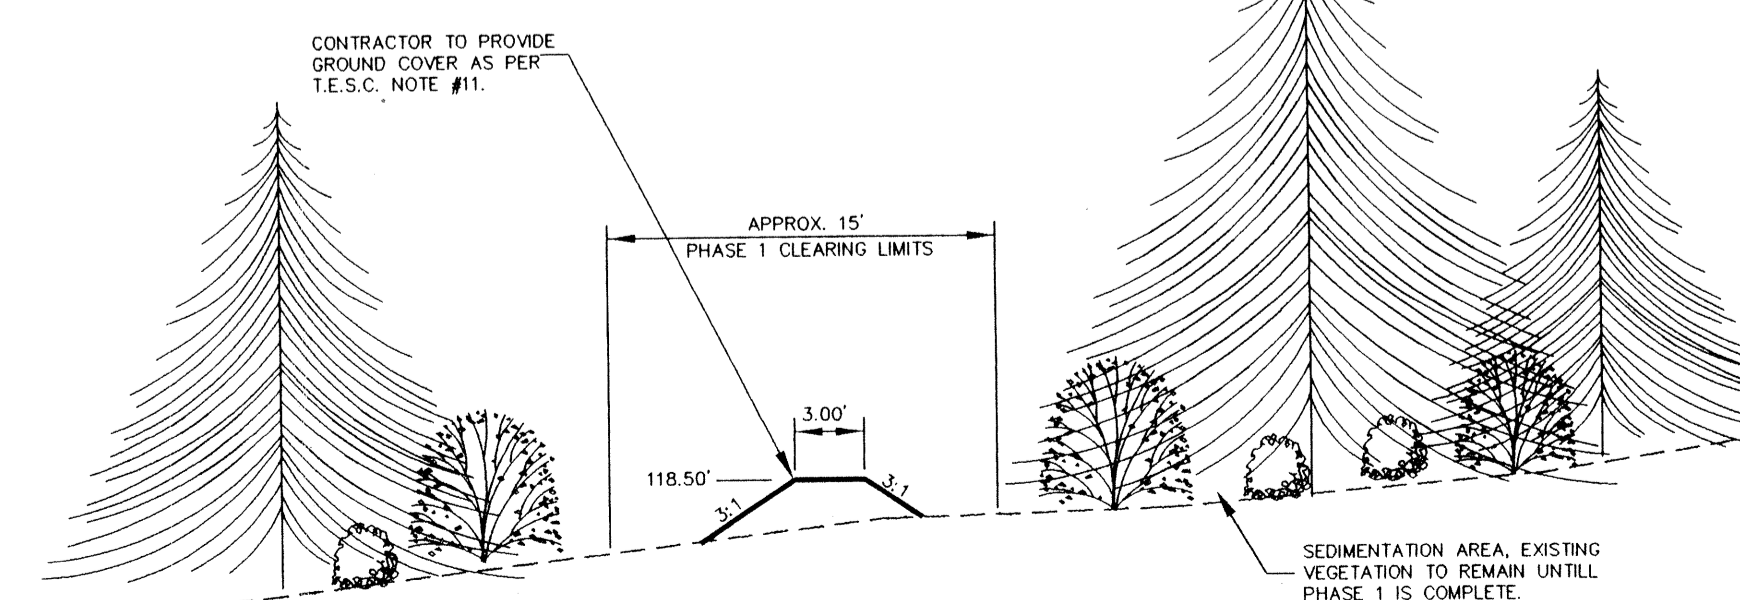 CONTRACTOR TO PROVIDE
GROUND COVER AS PER
T.E.S.C. NOTE #11.
APPROX. 15'
PHASE 1 CLEARING LIMITS
3.00'
118.50'
3:1
3:1
SEDIMENTATION AREA, EXISTING
VEGETATION TO REMAIN UNTILL
PHASE 1 IS COMPLETE.